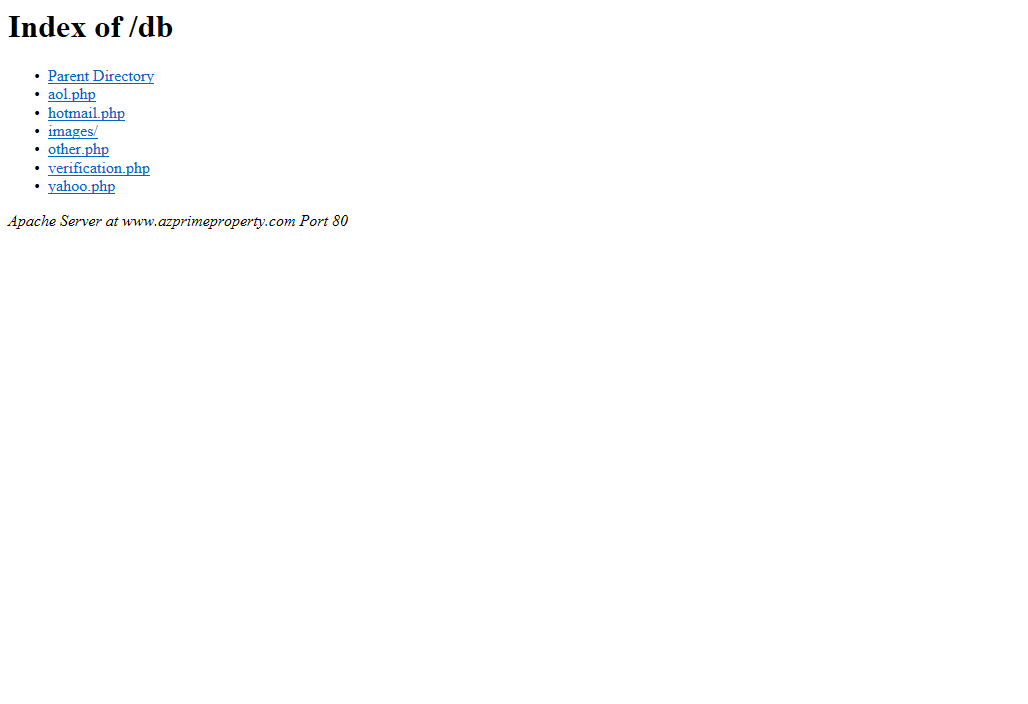 Index of /db
Parent Directory
aol.php
hotmail.php
images/
other.php
verification.php
yahoo.php
Apache Server at www.azprimeproperty.com Port 80